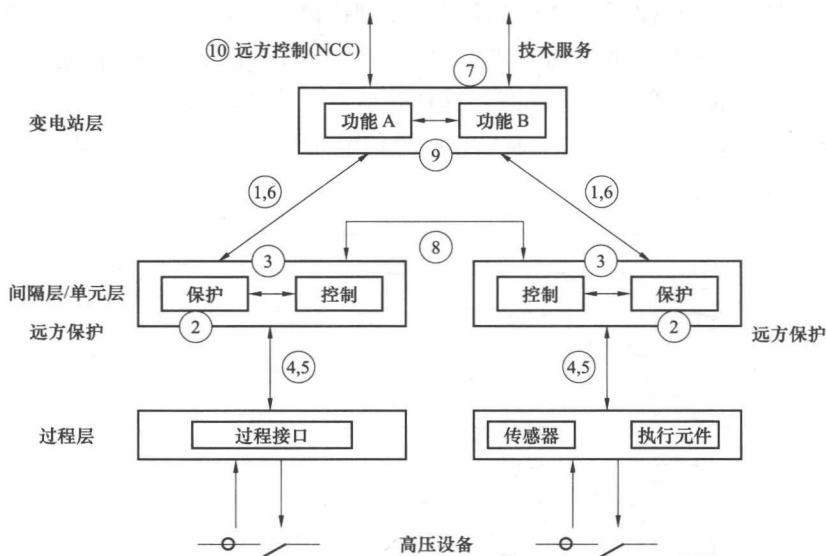 ⑩ 远方控制(NCC)
技术服务
7
变电站层
功能 A
功能 B
9
1,6
1,6
8
3
3
间隔层/单元层
保护
控制
控制
保护
远方保护
2
2
远方保护
4,5
4,5
过程层
过程接口
传感器
执行元件
高压设备